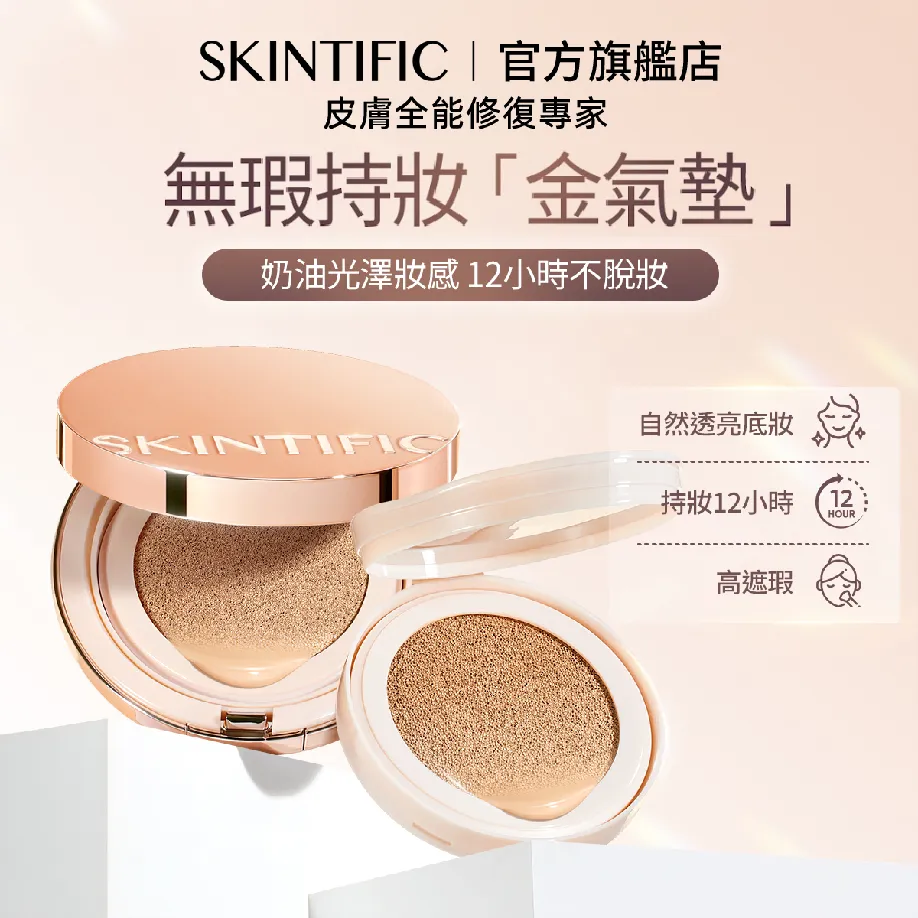 SKINTIFIC | 官方旗艦店
皮膚全能修復專家
無瑕持妝「金氣墊」
奶油光澤妝感 12小時不脫妝
SKINTIFIC
自然透亮底妝
持妝12小時
12
HOUR
高遮瑕